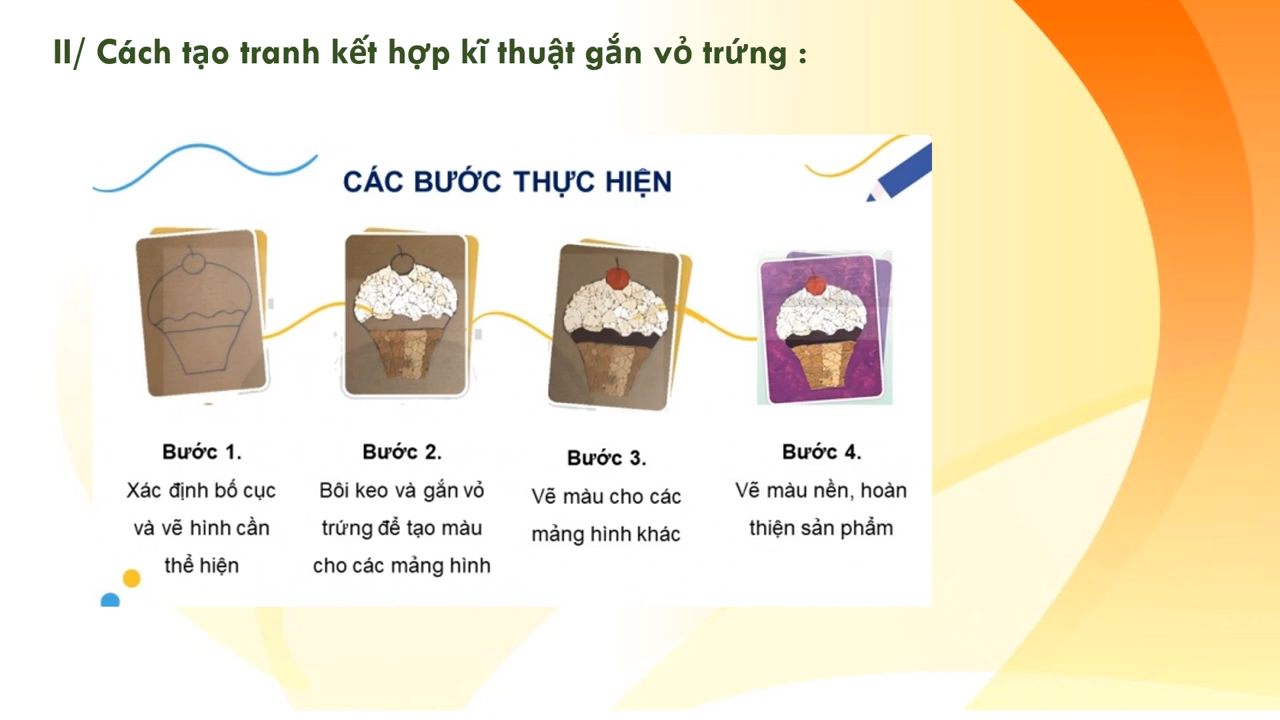 II/ Cách tạo tranh kết hợp kĩ thuật gắn vỏ trứng :
CÁC BƯỚC THỰC HIỆN
Bước 1.
Xác định bố cục
và vẽ hình cần
thể hiện
Bước 2.
Bôi keo và gắn vỏ
trứng để tạo màu
cho các mảng hình
Bước 3.
Vẽ màu cho các
mảng hình khác
Bước 4.
Vẽ màu nền, hoàn
thiện sản phẩm